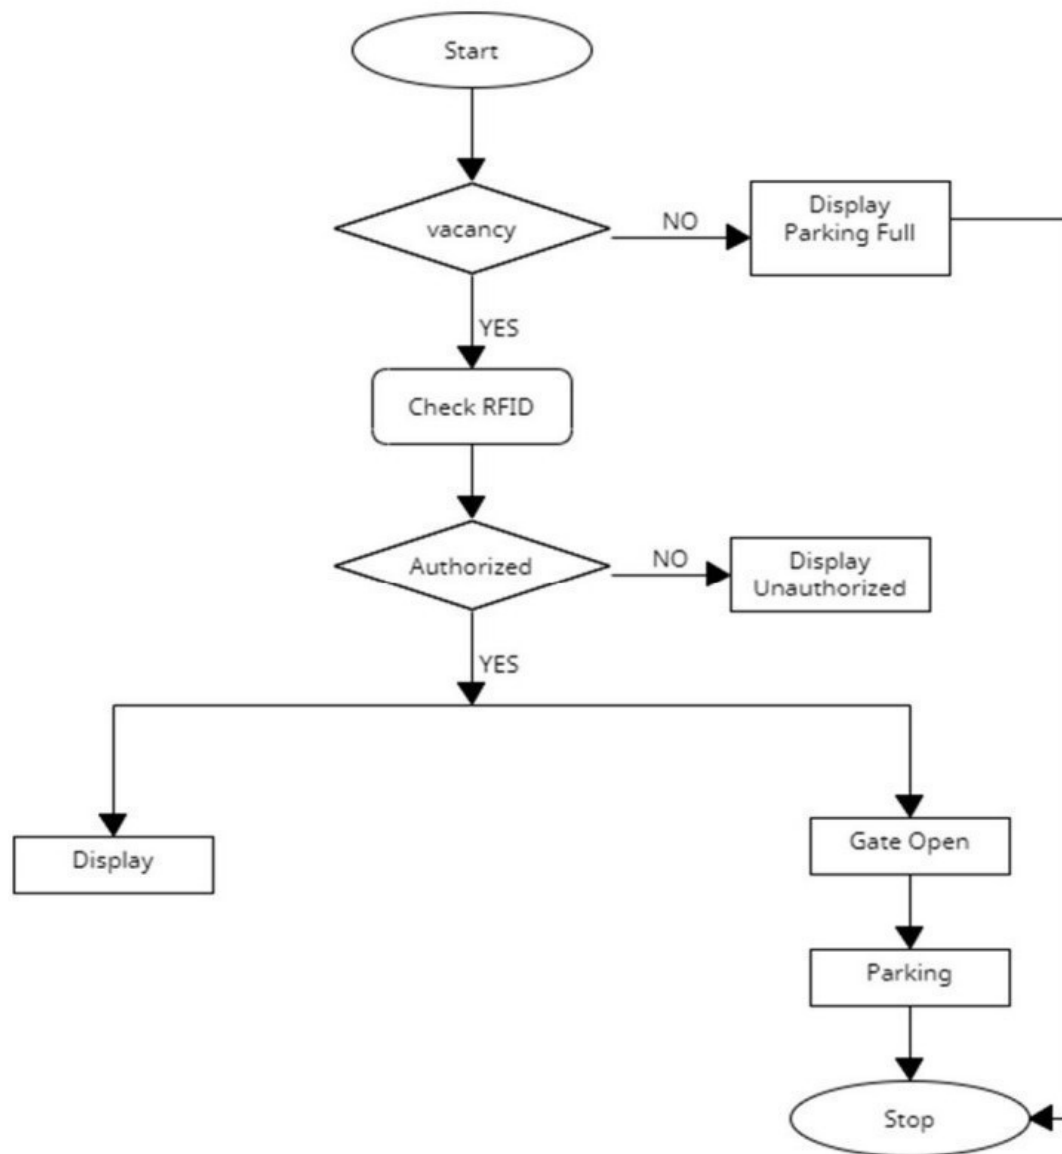 Start
vacancy
NO
Display
Parking Full
YES
Check RFID
Authorized
NO
Display
Unauthorized
YES
Display
Gate Open
Parking
Stop